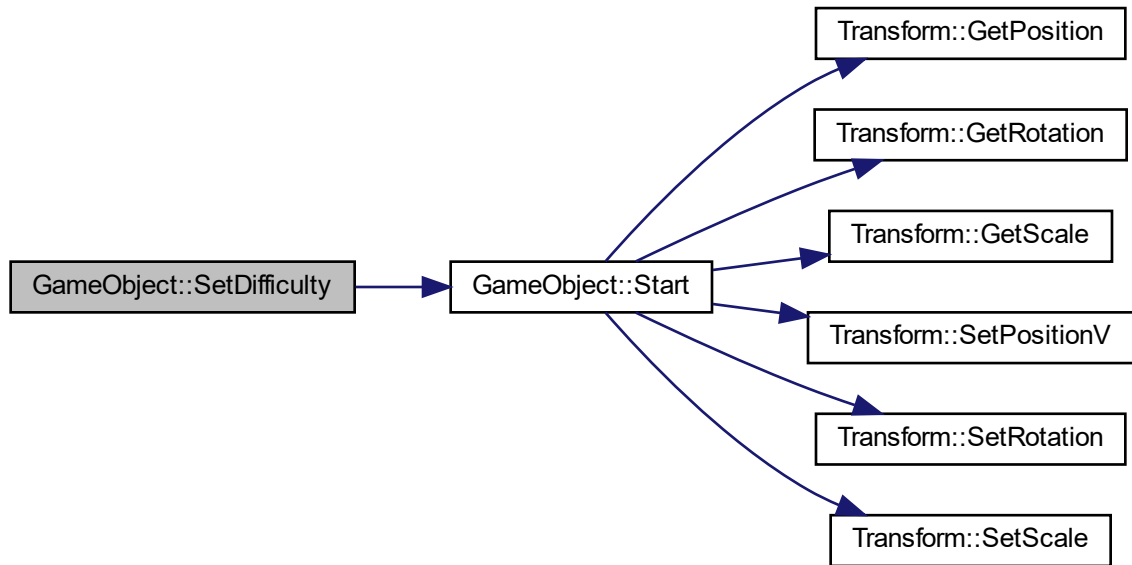 Transform::GetPosition
Transform::GetRotation
Transform::GetScale
GameObject::SetDifficulty
GameObject::Start
Transform::SetPositionV
Transform::SetRotation
Transform::SetScale